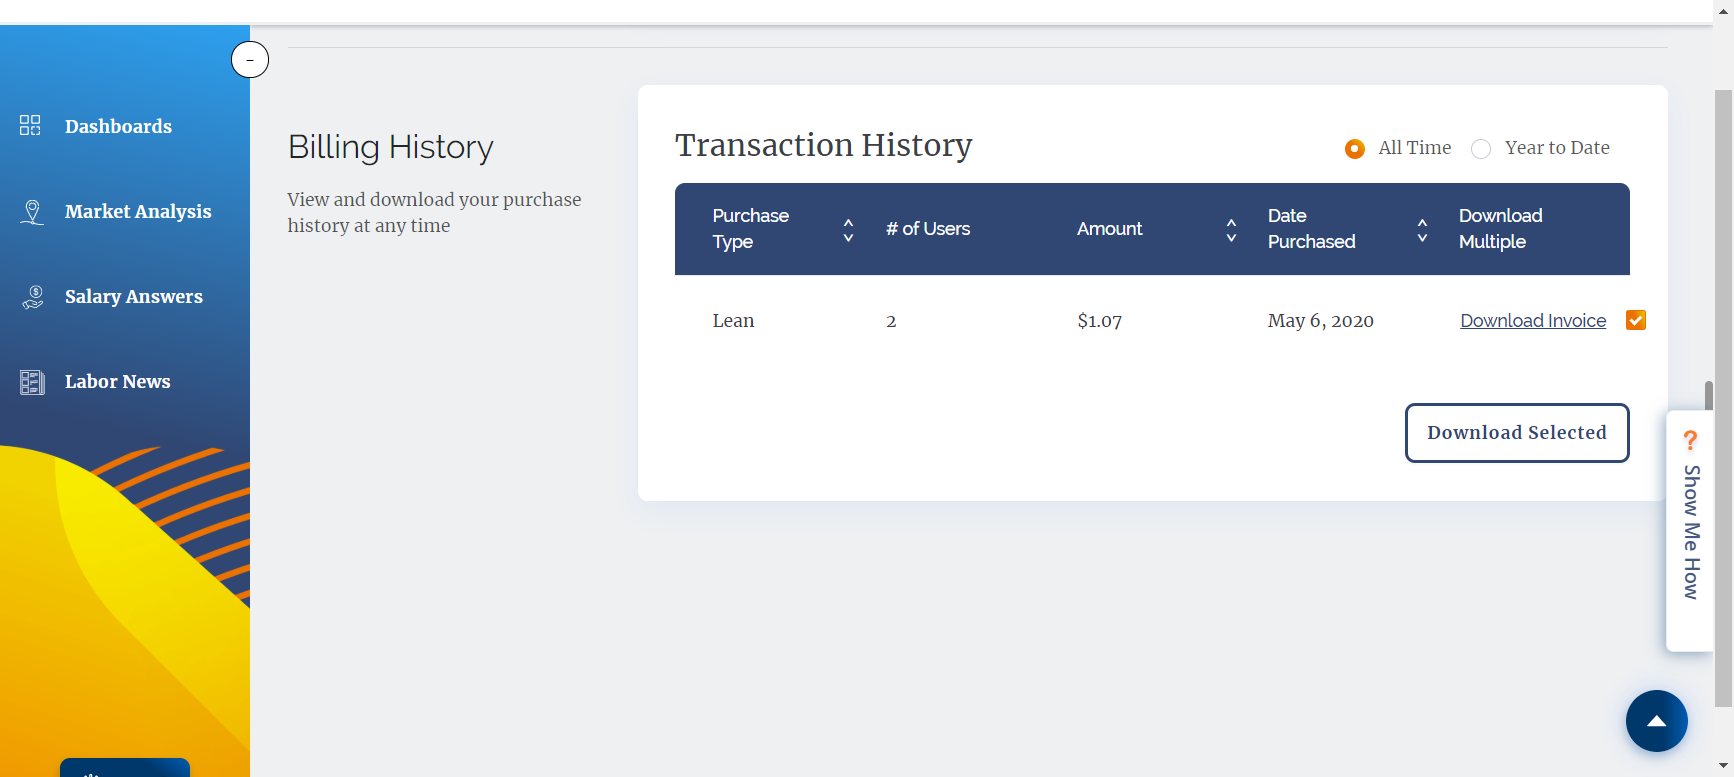 -
Dashboards
Market Analysis
Salary Answers
Labor News
Billing History
View and download your purchase
history at any time
Transaction History
All Time
Year to Date
Purchase
Type
# of Users
Amount
Date
Purchased
Download
Multiple
Lean
2
$1.07
May 6, 2020
Download Invoice
Download Selected
? Show Me How